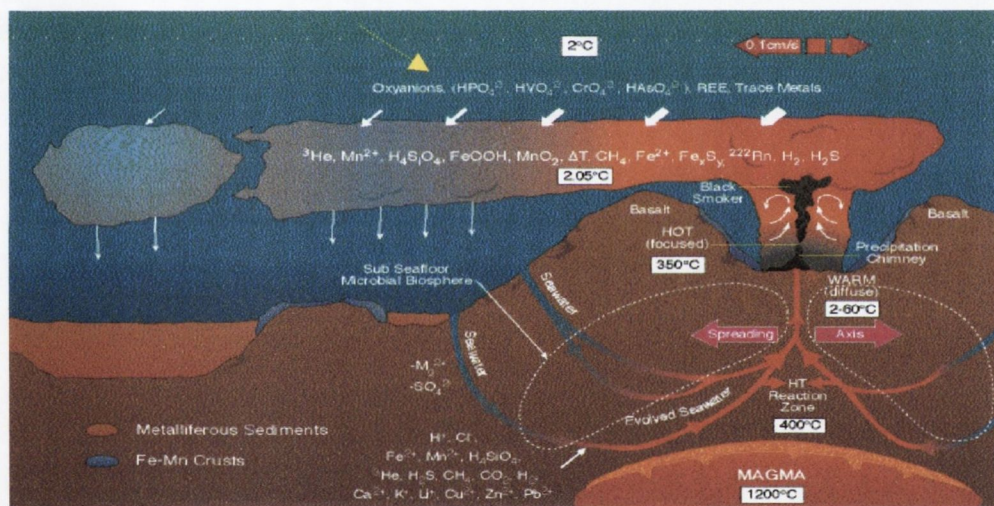 2°C
0.1cm/s
Oxyanions, (HPO₄²⁻, HVO₄²⁻, CrO₄²⁻, HAsO₄²⁻), REE, Trace Metals
³He, Mn²⁺, H₄SiO₄, FeOOH, MnO₂, ΔT, CH₄, Fe²⁺, FeₓSᵧ, ²²²Rn, H₂, H₂S
2.05°C
Black
Smoker
Basalt
Basalt
HOT
(focused)
350°C
Precipitation
Chimney
Sub Seafloor
Microbial Biosphere
WARM
(diffuse)
2-60°C
Seawater
Seawater
Spreading
Axis
-SO₄²⁻
HT
Reaction
Zone
400°C
Evolved Seawater
Metalliferous Sediments
Fe-Mn Crusts
H⁺, Cl⁻,
Fe²⁺, Mn²⁺, H₄SiO₄,
³He, H₂S, CH₄, CO₂, H₂,
Ca²⁺, K⁺, Li⁺, Cu²⁺, Zn²⁺, Pb²⁺
MAGMA
1200°C